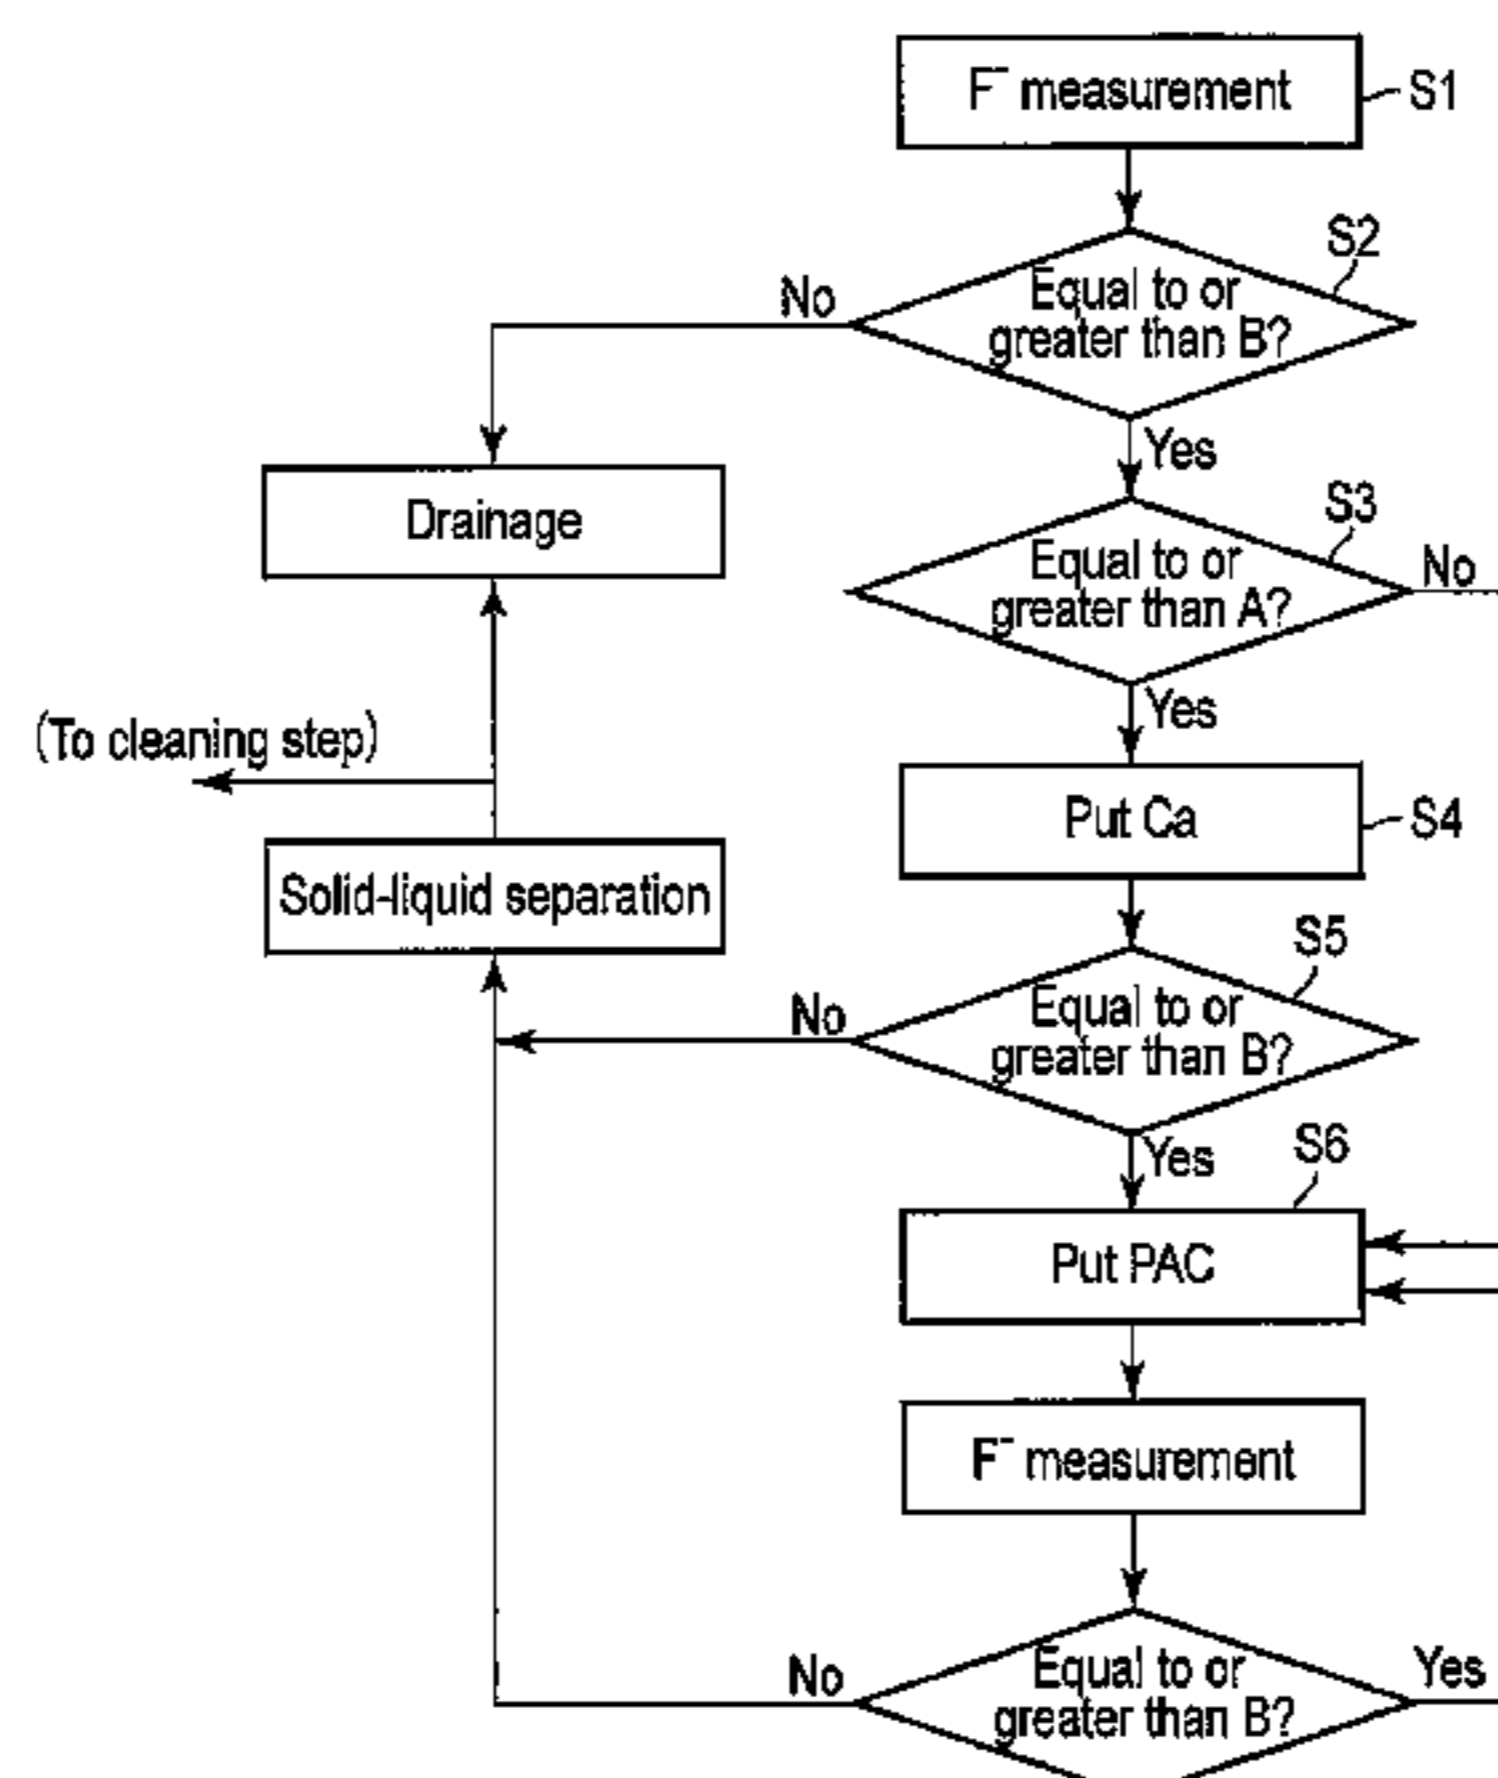 F⁻ measurement
S1
S2
Equal to or
greater than B?
No
Yes
Drainage
S3
Equal to or
greater than A?
No
Yes
(To cleaning step)
Put Ca
S4
Solid-liquid separation
S5
Equal to or
greater than B?
No
Yes
S6
Put PAC
F⁻ measurement
No
Equal to or
greater than B?
Yes